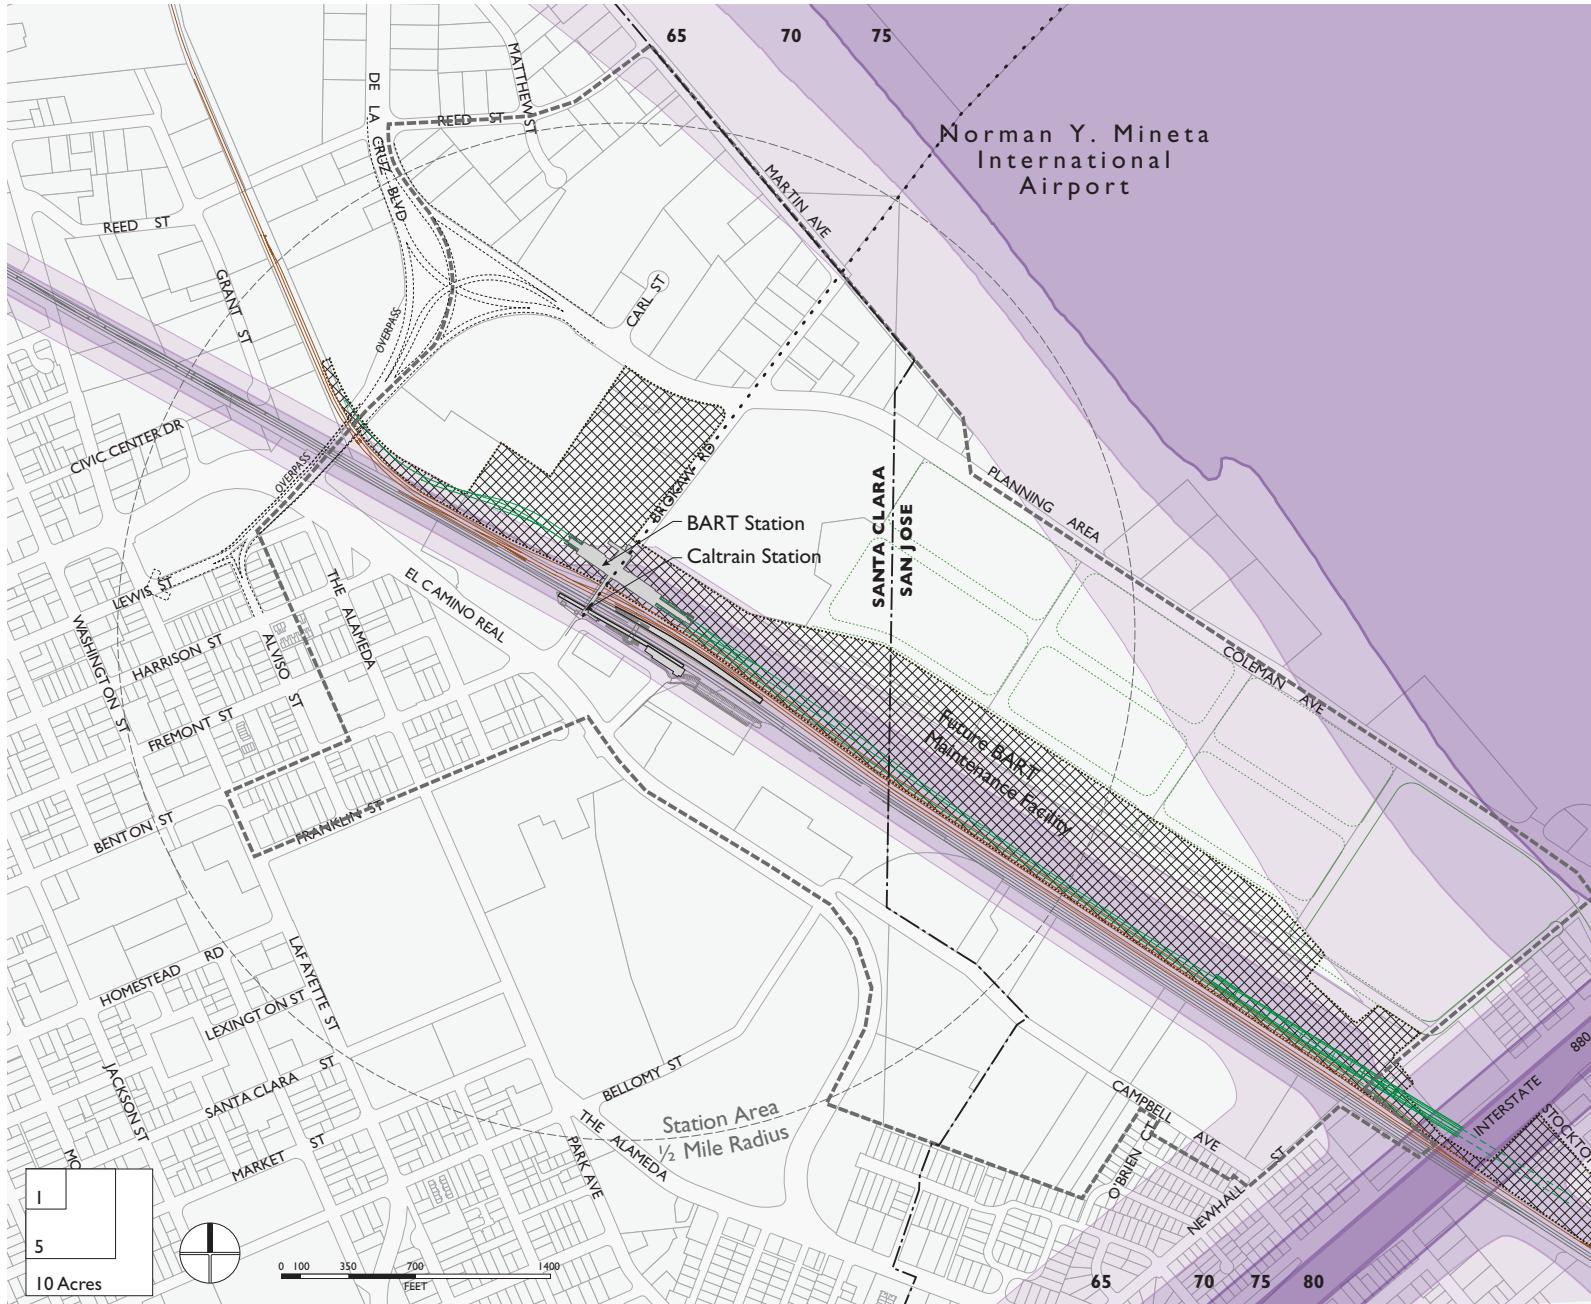 65 70 75
Norman Y. Mineta
International
Airport
DE LA CRUZ BLVD
MATTHEW ST
REED ST
MARTIN AVE
REED ST
GRANT ST
CARL ST
OVERPASS
CIVIC CENTER DR
OVERPASS
BROKAW RD
BART Station
Caltrain Station
SANTA CLARA
SAN JOSE
PLANNING AREA
COLEMAN AVE
LEWIS ST
THE ALAMEDA
EL CAMINO REAL
WASHINGTON ST
HARRISON ST
ALVISO ST
FREMONT ST
Future BART
Maintenance Facility
BENTON ST
FRANKLIN ST
HOMESTEAD RD
LAFAYETTE ST
LEXINGTON ST
JACKSON ST
SANTA CLARA ST
MARKET ST
MO
BELLOMY ST
THE ALAMEDA
PARK AVE
Station Area
½ Mile Radius
CAMPBELL AVE
O'BRIEN CT
NEWHALL ST
INTERSTATE 880
STOCKTO
1
5
10 Acres
0 100 350 700 1400
FEET
65 70 75 80